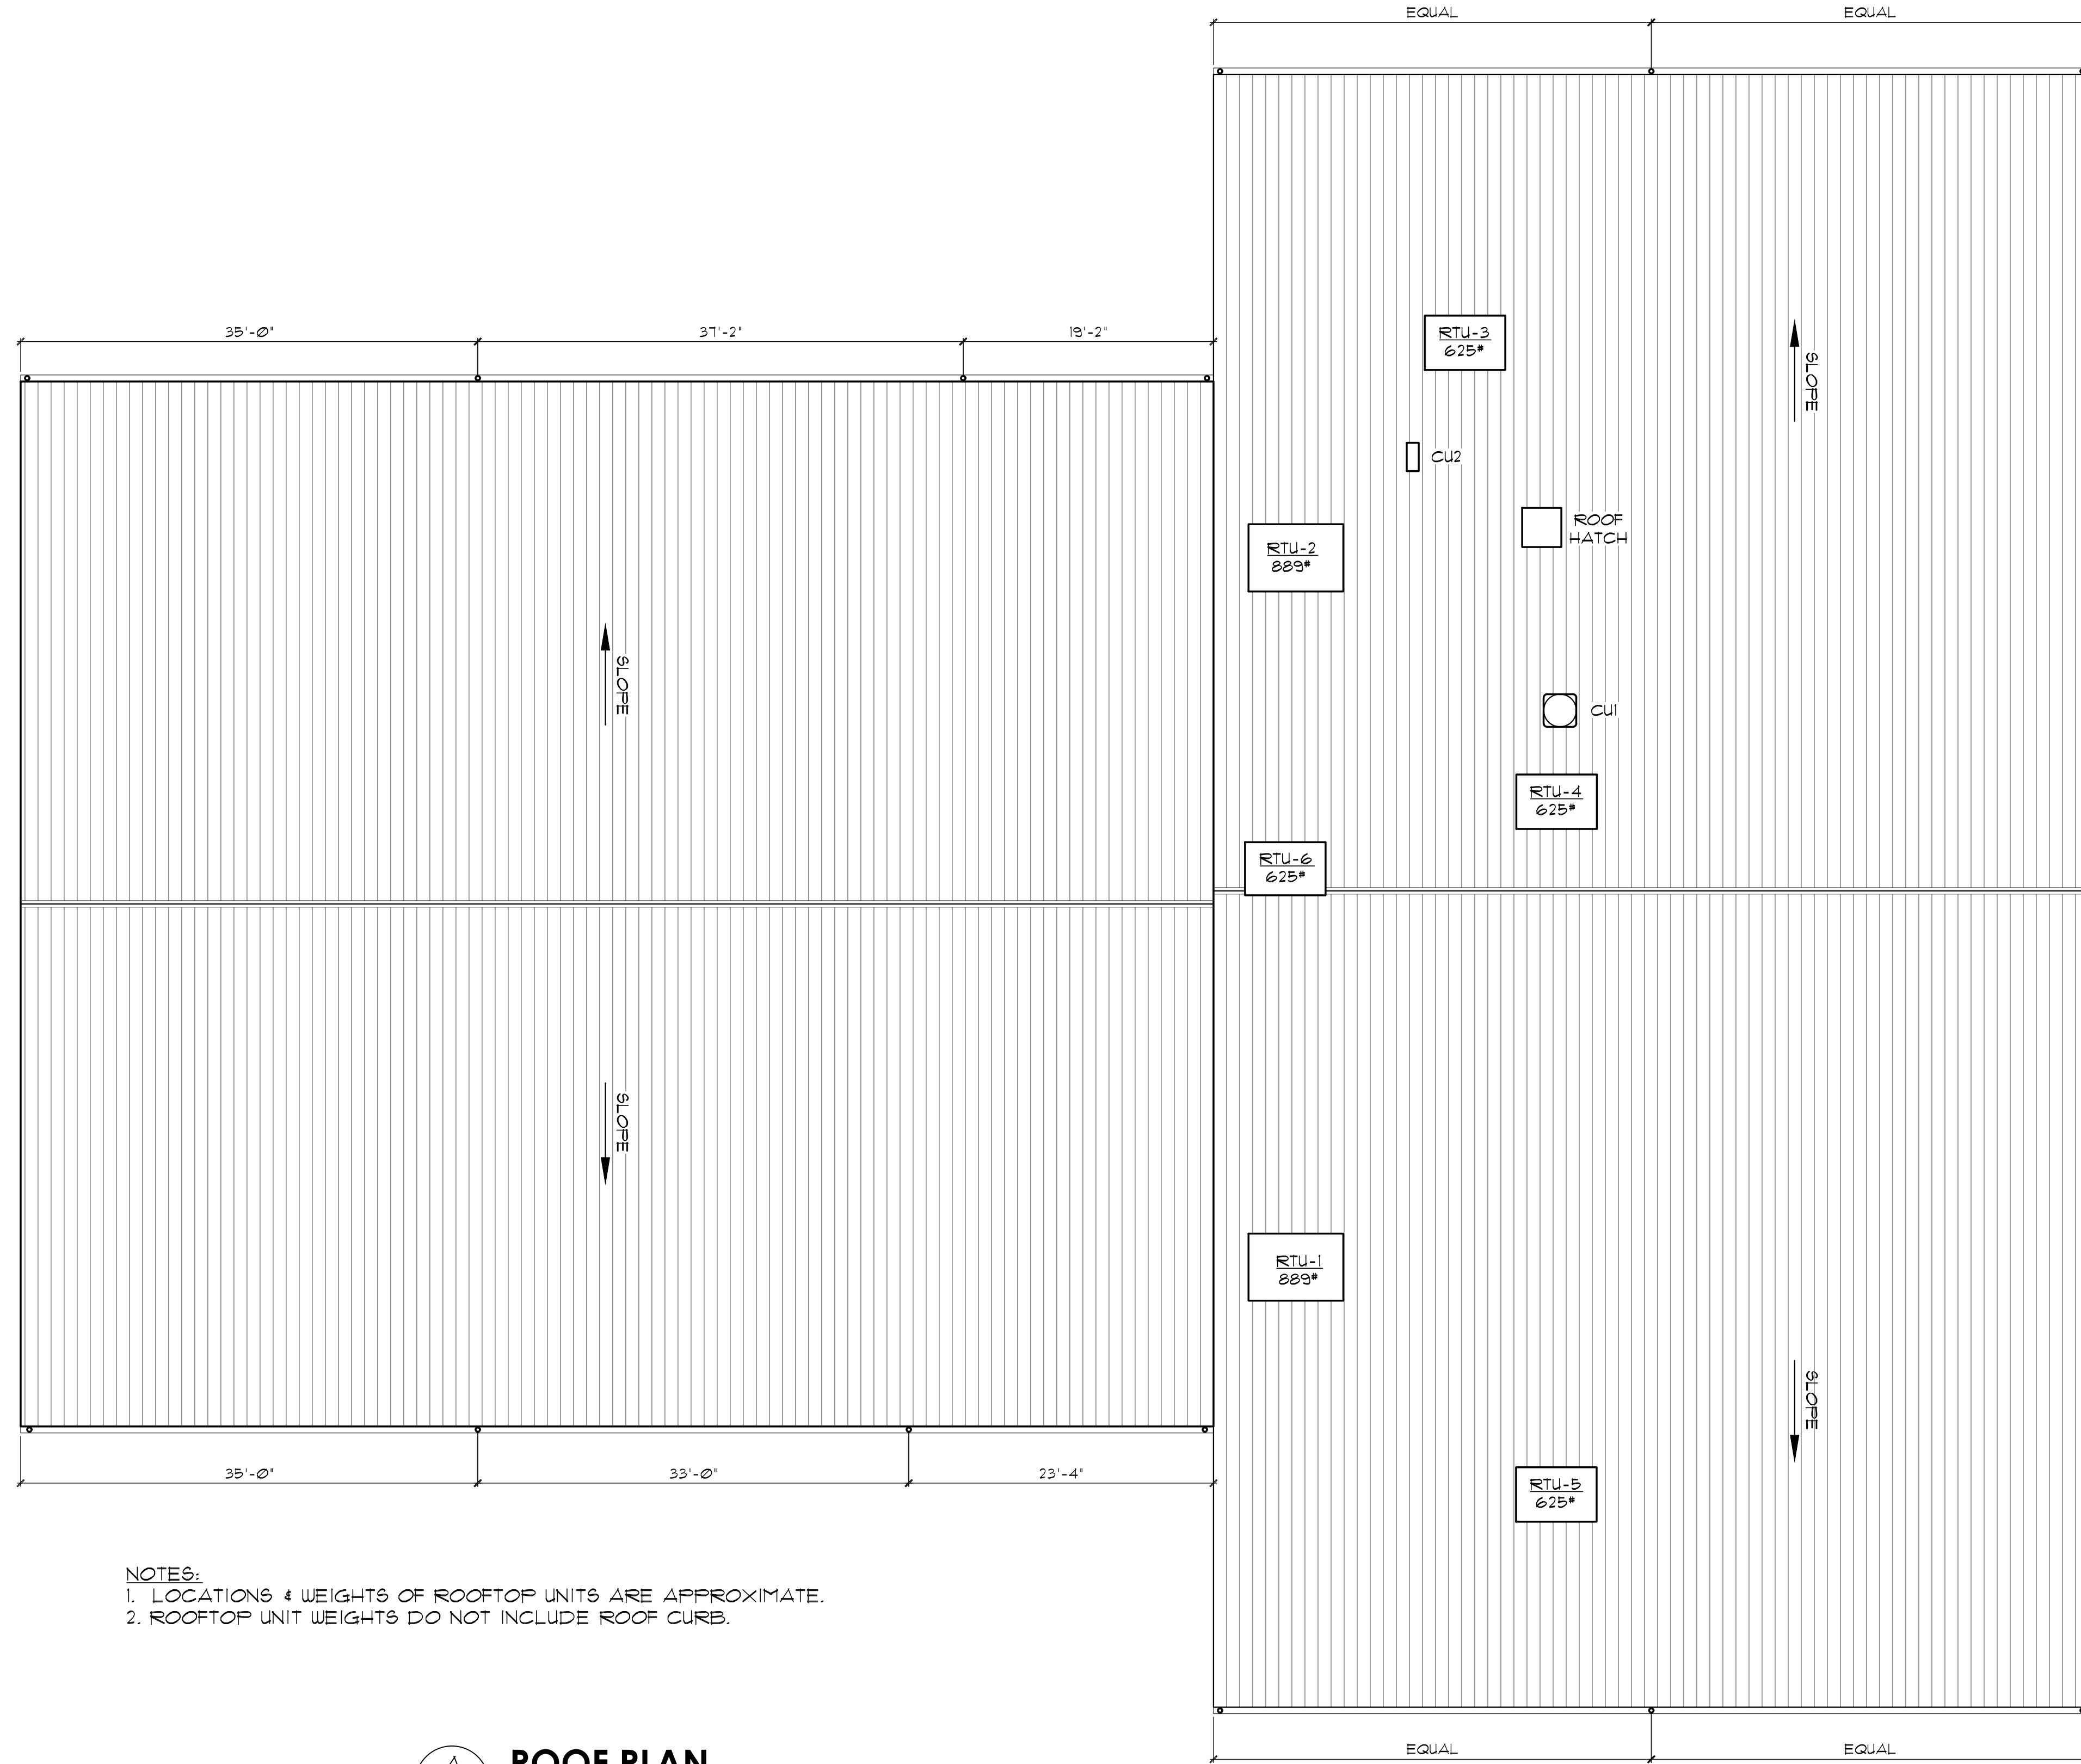 EQUAL
EQUAL
35'-0"
37'-2"
19'-2"
RTU-3
625#
SLOPE
CU2
ROOF
HATCH
RTU-2
889#
SLOPE
CU1
RTU-4
625#
RTU-6
625#
SLOPE
RTU-1
889#
SLOPE
35'-0"
33'-0"
23'-4"
RTU-5
625#
NOTES:
1. LOCATIONS & WEIGHTS OF ROOFTOP UNITS ARE APPROXIMATE.
2. ROOFTOP UNIT WEIGHTS DO NOT INCLUDE ROOF CURB.
ROOF PLAN
EQUAL
EQUAL